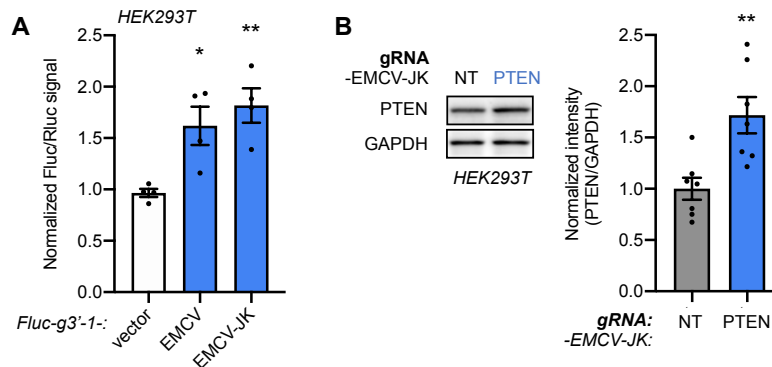 A
HEK293T
Normalized Fluc/Rluc signal
2.5
2.0
1.5
1.0
0.5
0.0
*
**
Fluc-g3'-1-:
vector
EMCV
EMCV-JK
B
gRNA
-EMCV-JK NT PTEN
PTEN
GAPDH
HEK293T
Normalized intensity
(PTEN/GAPDH)
2.5
2.0
1.5
1.0
0.5
0.0
**
gRNA: NT PTEN
-EMCV-JK: